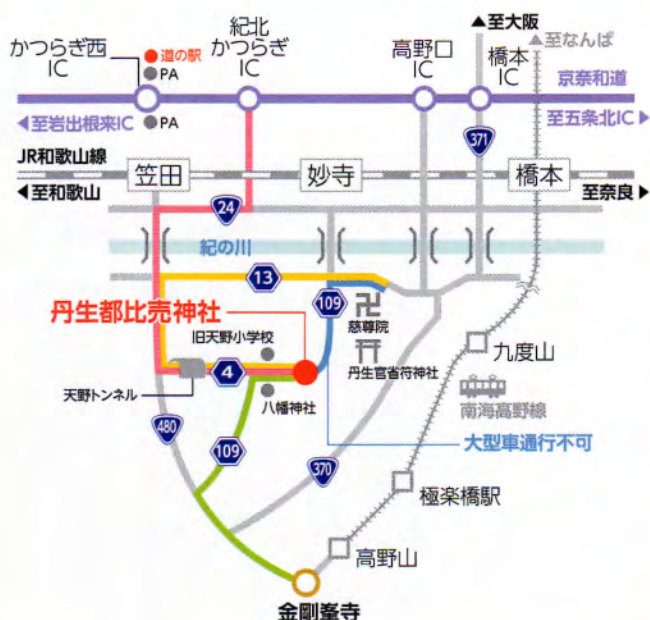 ▲至大阪
▲至なんば
かつらぎ西
IC
道の駅
PA
紀北
かつらぎ
IC
高野口
IC
橋本
IC
京奈和道
◀至岩出根来IC
PA
371
至五条北IC▶
JR和歌山線
笠田
妙寺
橋本
◀至和歌山
至奈良▶
24
紀の川
13
丹生都比売神社
109
慈尊院
旧天野小学校
九度山
丹生官省符神社
4
天野トンネル
八幡神社
南海高野線
480
109
大型車通行不可
370
極楽橋駅
高野山
金剛峯寺